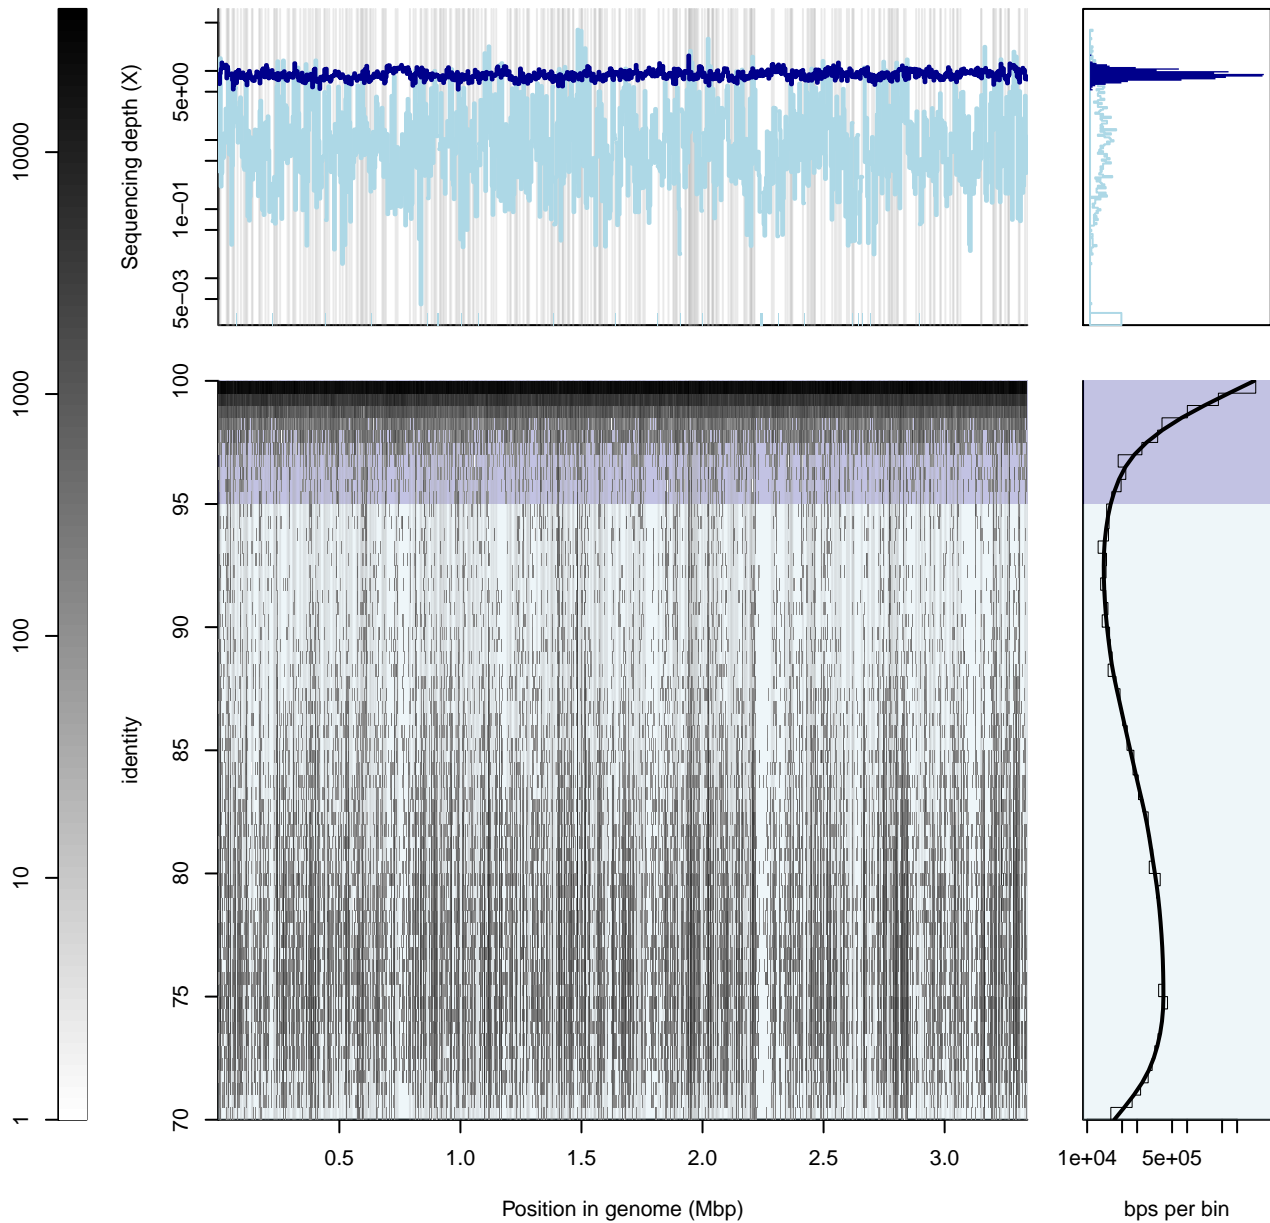 10000
1000
100
10
1
Sequencing depth (X)
5e+00
1e−01
5e−03
identity
100
95
90
85
80
75
70
0.5 1.0 1.5 2.0 2.5 3.0
Position in genome (Mbp)
1e+04 5e+05
bps per bin